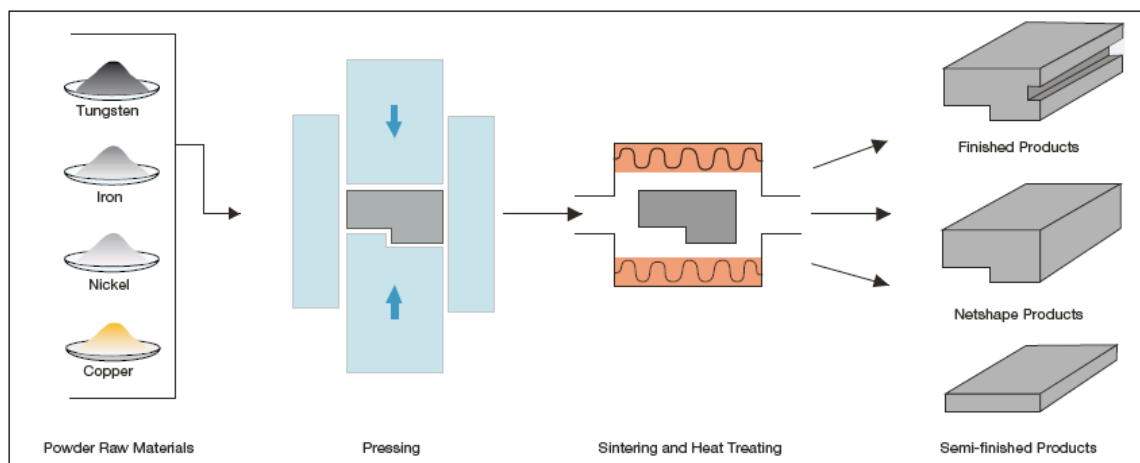 Tungsten
Iron
Nickel
Copper
Powder Raw Materials
Pressing
Sintering and Heat Treating
Finished Products
Netshape Products
Semi-finished Products